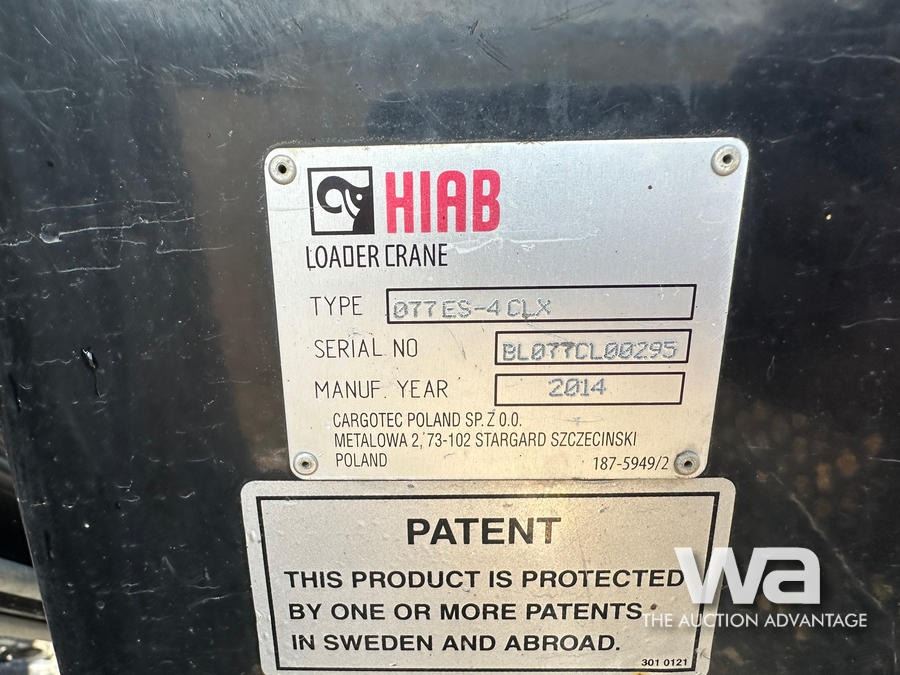 HIAB
LOADER CRANE
TYPE 077ES-4 CLX
SERIAL NO BL077CL00295
MANUF. YEAR 2014
CARGOTEC POLAND SP. Z O.O.
METALOWA 2, 73-102 STARGARD SZCZECINSKI
POLAND 187-5949/2
PATENT
THIS PRODUCT IS PROTECTED
BY ONE OR MORE PATENTS
IN SWEDEN AND ABROAD.
301 0121
wa
THE AUCTION ADVANTAGE